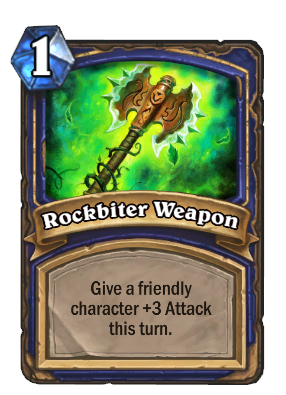 1
Rockbiter Weapon
Give a friendly
character +3 Attack
this turn.